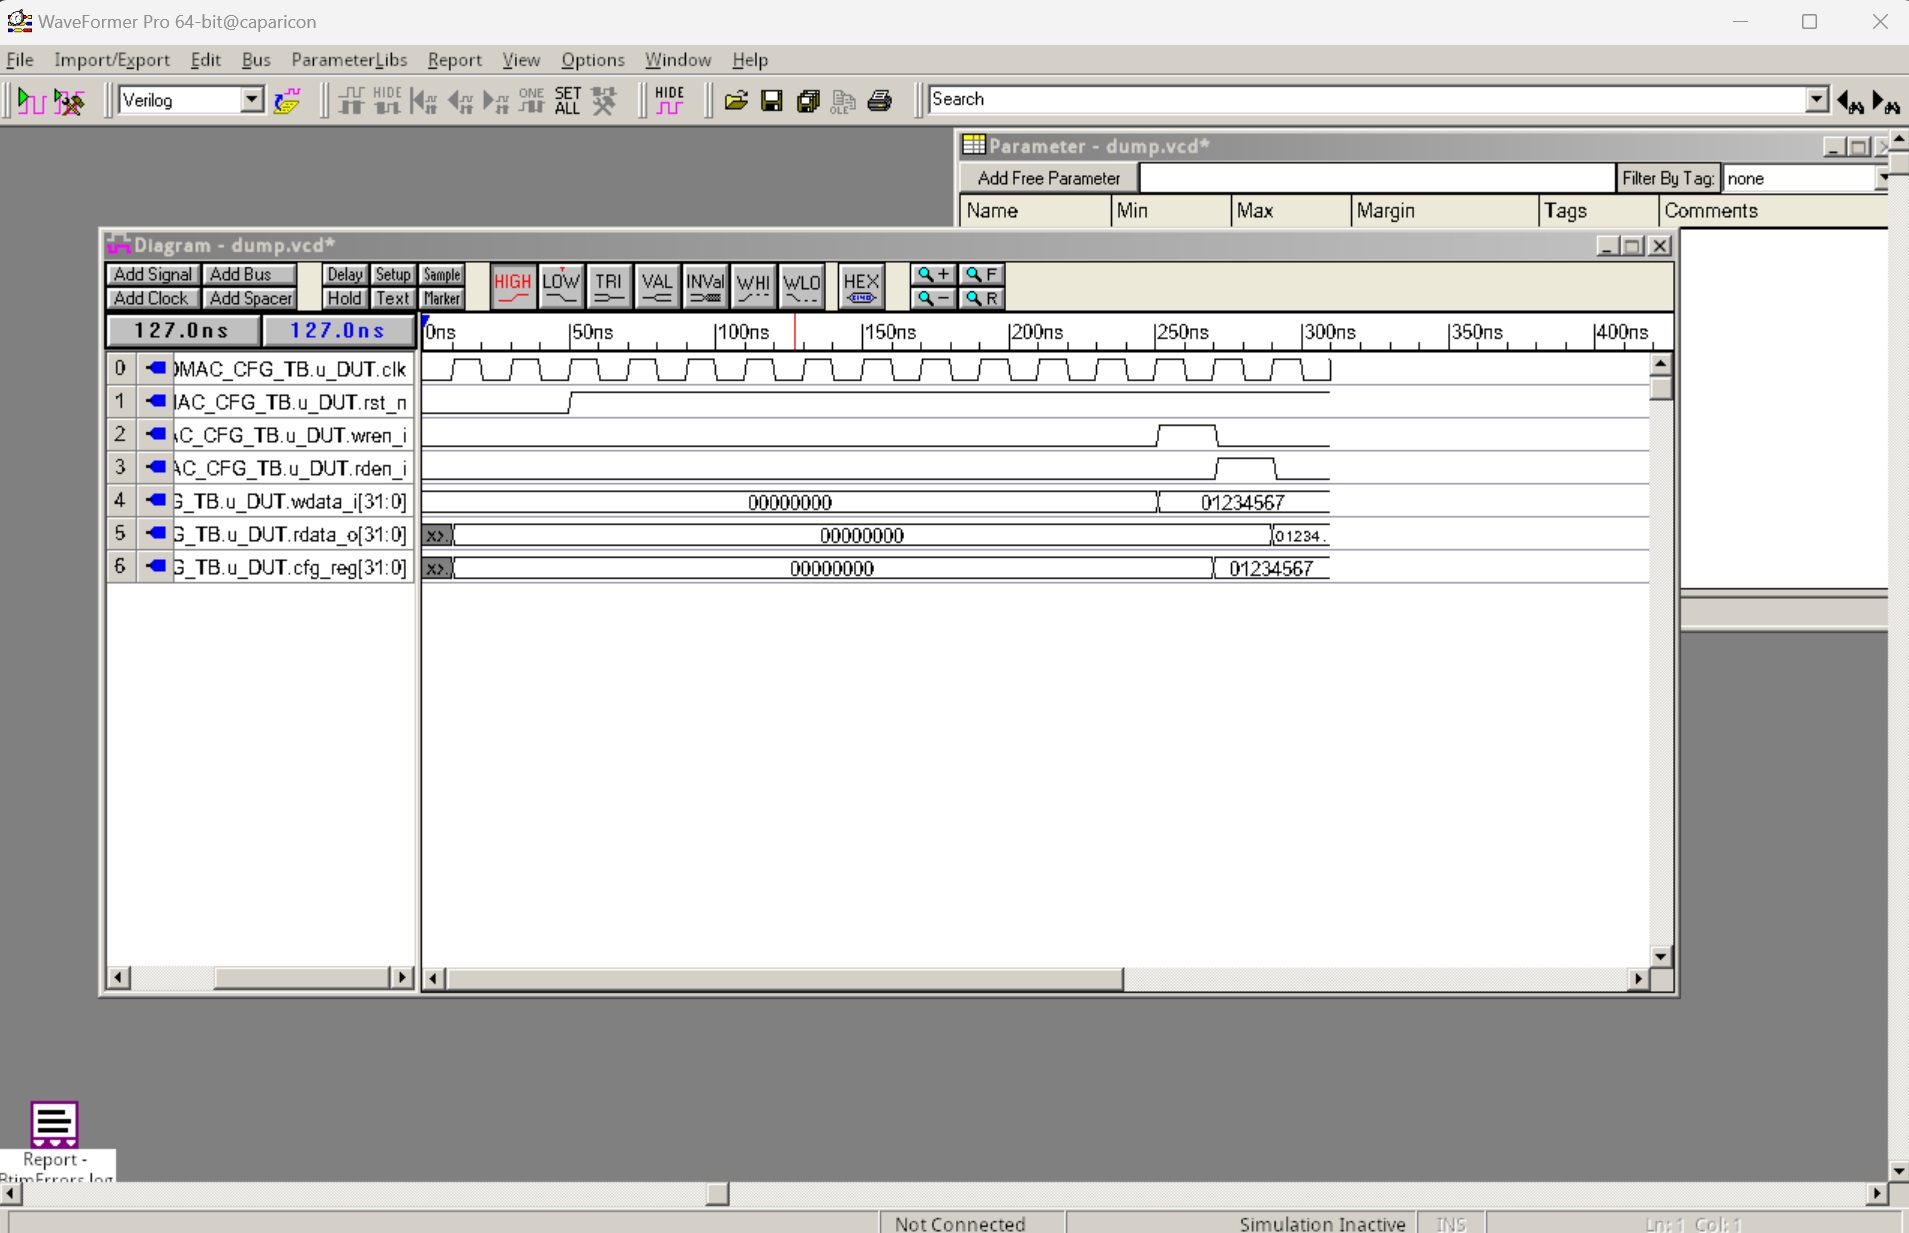 WaveFormer Pro 64-bit@caparicon
File Import/Export Edit Bus ParameterLibs Report View Options Window Help
Verilog HIDE ONE SET ALL HIDE OLE Search
Parameter - dump.vcd*
Add Free Parameter Filter By Tag: none
Name Min Max Margin Tags Comments
Diagram - dump.vcd*
Add Signal Add Bus Delay Setup Sample HIGH LOW TRI VAL INVal WHI WLO HEX + F
Add Clock Add Spacer Hold Text Marker - R
127.0ns 127.0ns 0ns 50ns 100ns 150ns 200ns 250ns 300ns 350ns 400ns
0 MAC_CFG_TB.u_DUT.clk
1 AC_CFG_TB.u_DUT.rst_n
2 C_CFG_TB.u_DUT.wren_i
3 AC_CFG_TB.u_DUT.rden_i
4 G_TB.u_DUT.wdata_i[31:0] 00000000 01234567
5 G_TB.u_DUT.rdata_o[31:0] X>. 00000000 01234.
6 G_TB.u_DUT.cfg_reg[31:0] X>. 00000000 01234567
Report -
BtimErrors.log
Not Connected Simulation Inactive INS Ln:1 Col:1